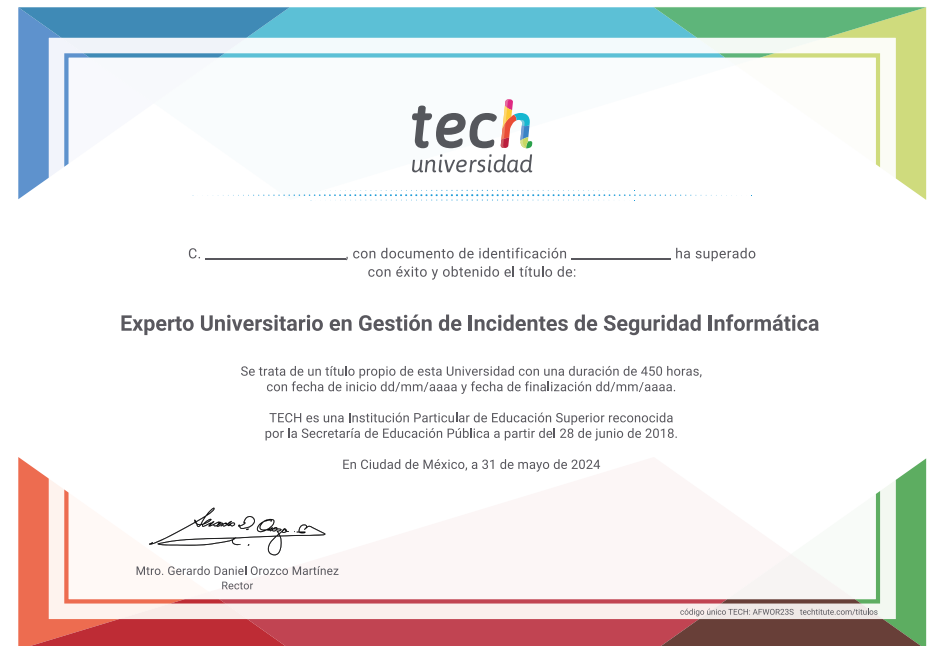 tech
universidad
C. ____________, con documento de identificación ____________ ha superado
con éxito y obtenido el título de:
Experto Universitario en Gestión de Incidentes de Seguridad Informática
Se trata de un título propio de esta Universidad con una duración de 450 horas,
con fecha de inicio dd/mm/aaaa y fecha de finalización dd/mm/aaaa.
TECH es una Institución Particular de Educación Superior reconocida
por la Secretaría de Educación Pública a partir del 28 de junio de 2018.
En Ciudad de México, a 31 de mayo de 2024
Mtro. Gerardo Daniel Orozco Martínez
Rector
código único TECH: AFWOR23S techtitute.com/titulos